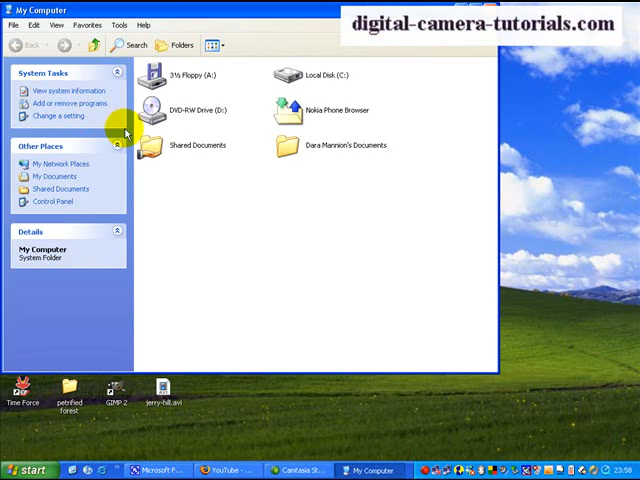 My Computer
digital-camera-tutorials.com
File Edit View Favorites Tools Help
Back Search Folders
System Tasks
View system information
Add or remove programs
Change a setting
Other Places
My Network Places
My Documents
Shared Documents
Control Panel
Details
My Computer
System Folder
3½ Floppy (A:) Local Disk (C:)
DVD-RW Drive (D:) Nokia Phone Browser
Shared Documents Dara Mannion's Documents
Time Force petrified forest GIMP 2 jerry-hill.avi
start Microsoft F... YouTube - ... Camtasia St... My Computer 23:58